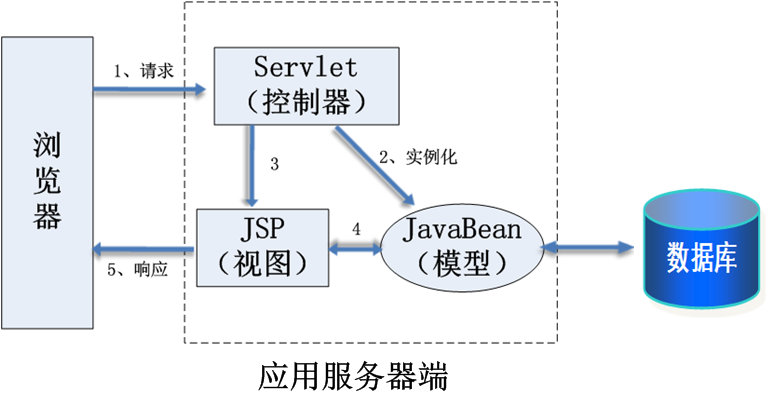 浏览器
1、请求
Servlet
（控制器）
3
2、实例化
JSP
（视图）
4
JavaBean
（模型）
数据库
5、响应
应用服务器端